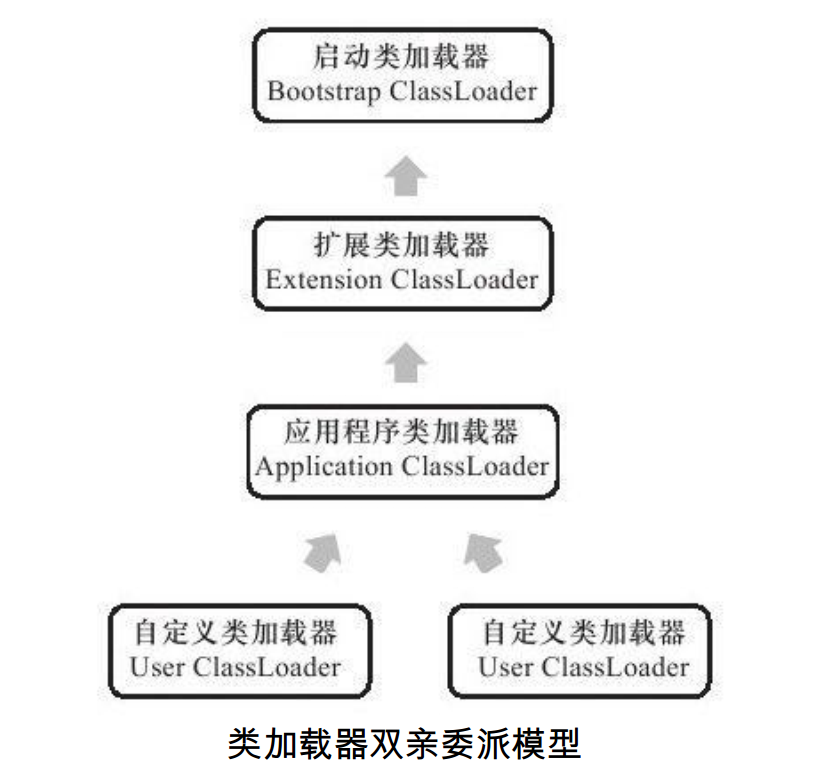 启动类加载器
Bootstrap ClassLoader
扩展类加载器
Extension ClassLoader
应用程序类加载器
Application ClassLoader
自定义类加载器
User ClassLoader
自定义类加载器
User ClassLoader
类加载器双亲委派模型